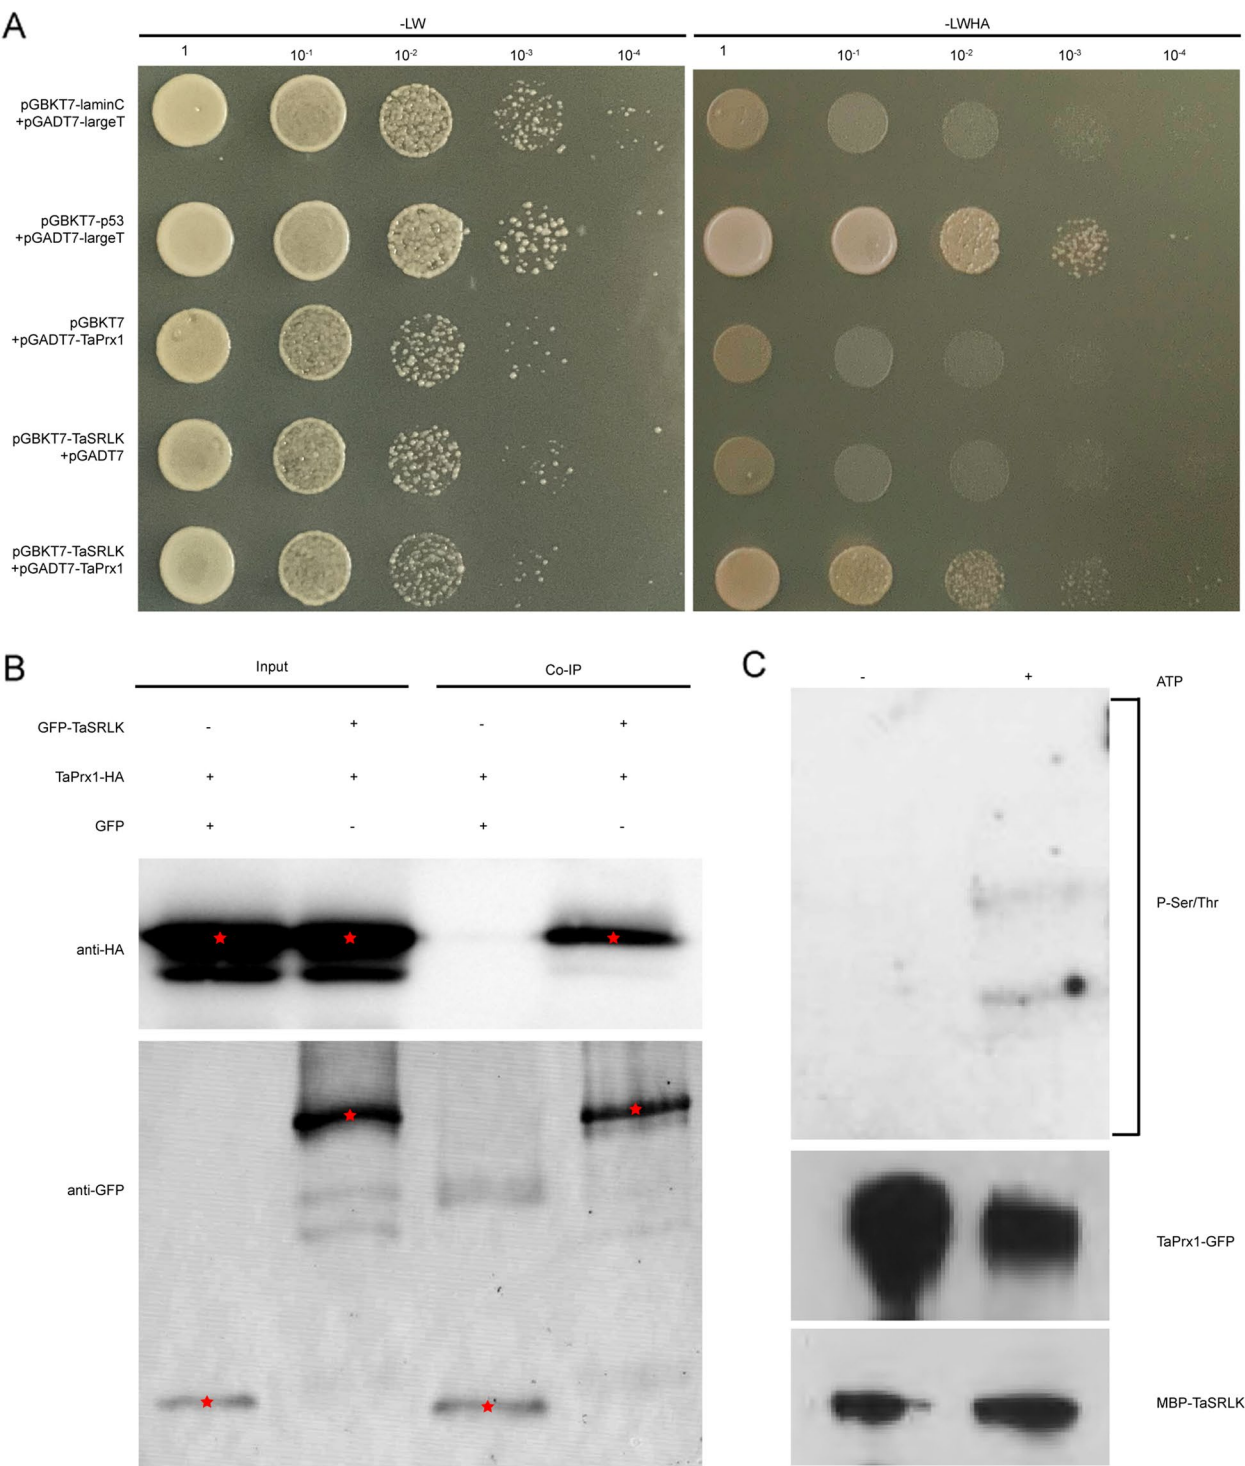 A
-LW
-LWHA
1 10-1 10-2 10-3 10-4
1 10-1 10-2 10-3 10-4
pGBKT7-laminC
+pGADT7-largeT
pGBKT7-p53
+pGADT7-largeT
pGBKT7
+pGADT7-TaPrx1
pGBKT7-TaSRLK
+pGADT7
pGBKT7-TaSRLK
+pGADT7-TaPrx1
B
Input
Co-IP
GFP-TaSRLK - + - +
TaPrx1-HA + + + +
GFP + - + -
anti-HA
anti-GFP
C
- + ATP
P-Ser/Thr
TaPrx1-GFP
MBP-TaSRLK